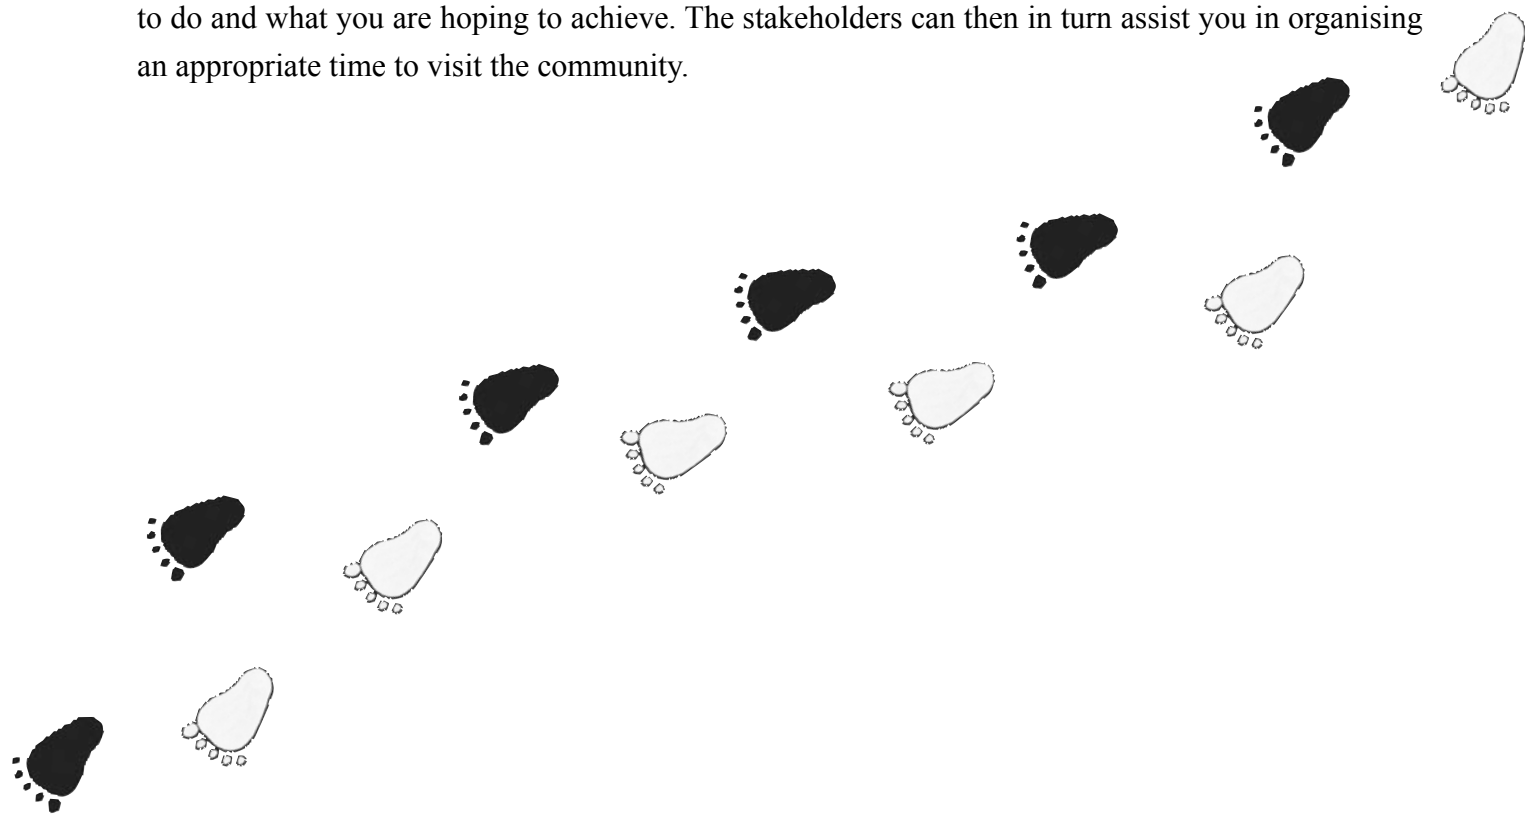 to do and what you are hoping to achieve. The stakeholders can then in turn assist you in organising
an appropriate time to visit the community.